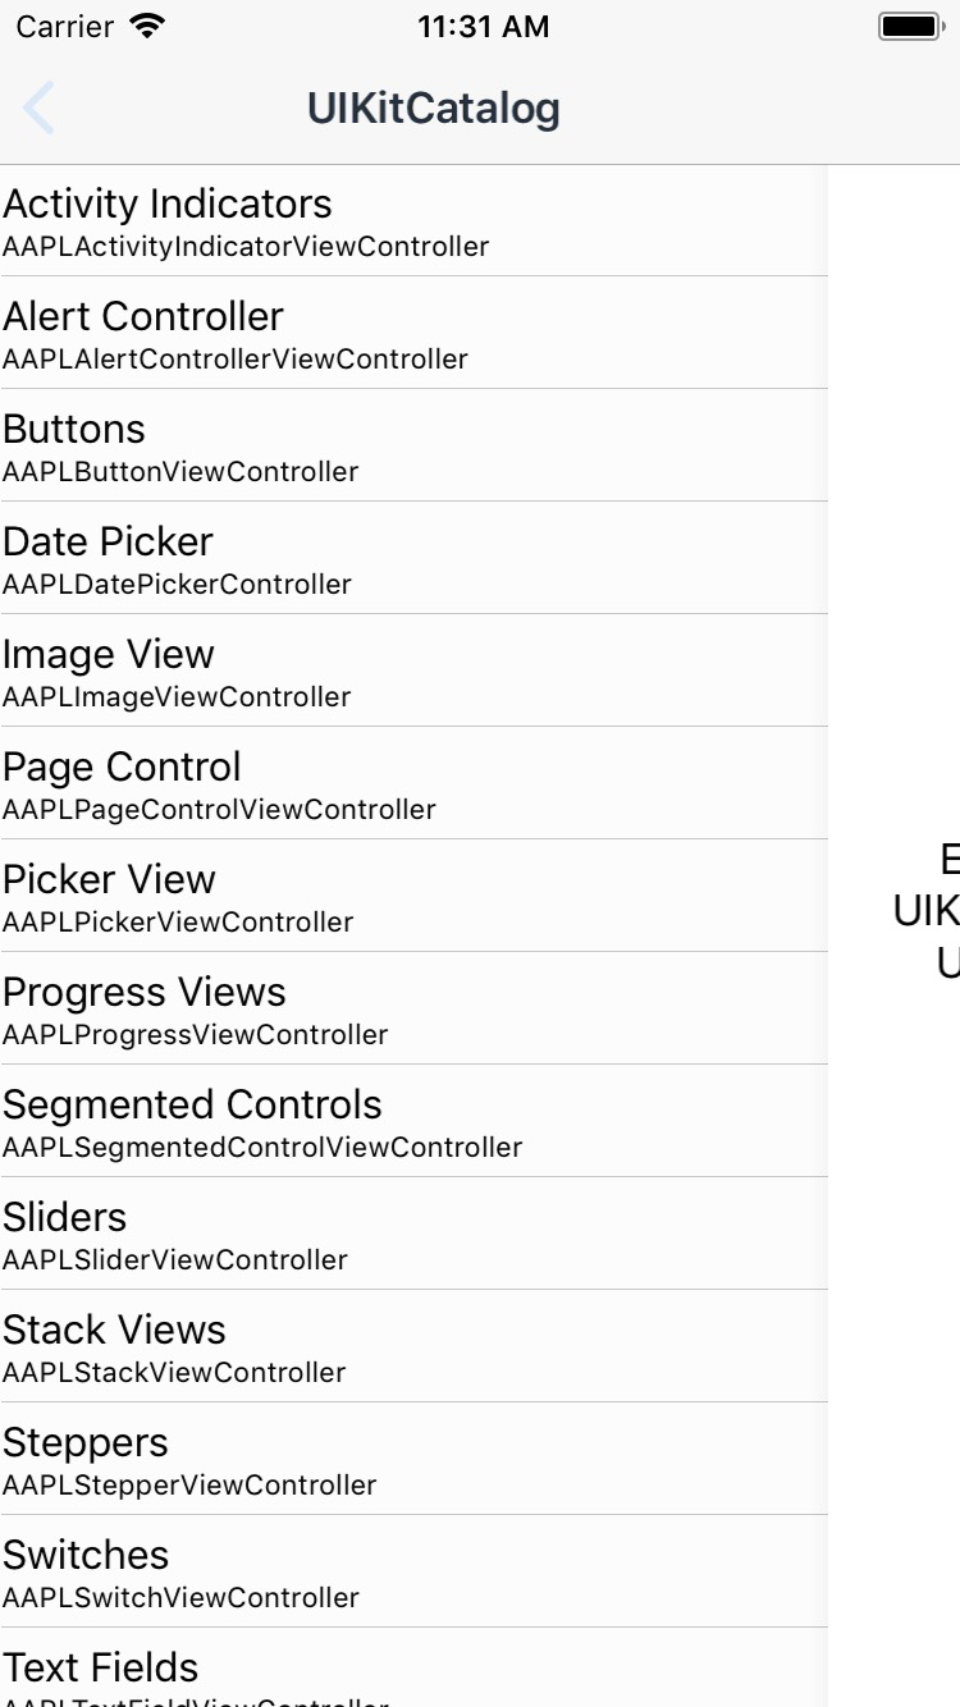 Carrier 11:31 AM
UIKitCatalog
Activity Indicators
AAPLActivityIndicatorViewController
Alert Controller
AAPLAlertControllerViewController
Buttons
AAPLButtonViewController
Date Picker
AAPLDatePickerController
Image View
AAPLImageViewController
Page Control
AAPLPageControlViewController
Picker View
AAPLPickerViewController
Progress Views
AAPLProgressViewController
Segmented Controls
AAPLSegmentedControlViewController
Sliders
AAPLSliderViewController
Stack Views
AAPLStackViewController
Steppers
AAPLStepperViewController
Switches
AAPLSwitchViewController
Text Fields
AAPLTextFieldViewController
E
UIK
U